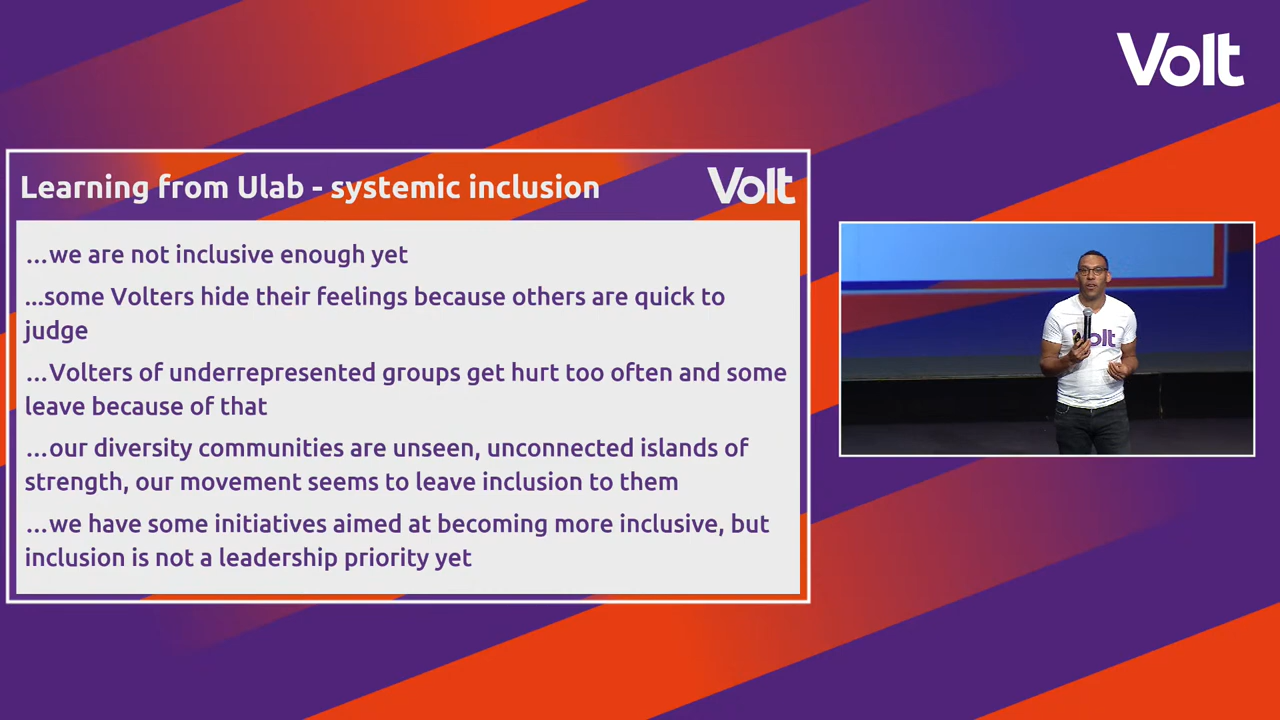 Volt
Learning from Ulab - systemic inclusion
Volt
...we are not inclusive enough yet
...some Volters hide their feelings because others are quick to
judge
...Volters of underrepresented groups get hurt too often and some
leave because of that
...our diversity communities are unseen, unconnected islands of
strength, our movement seems to leave inclusion to them
...we have some initiatives aimed at becoming more inclusive, but
inclusion is not a leadership priority yet
Volt